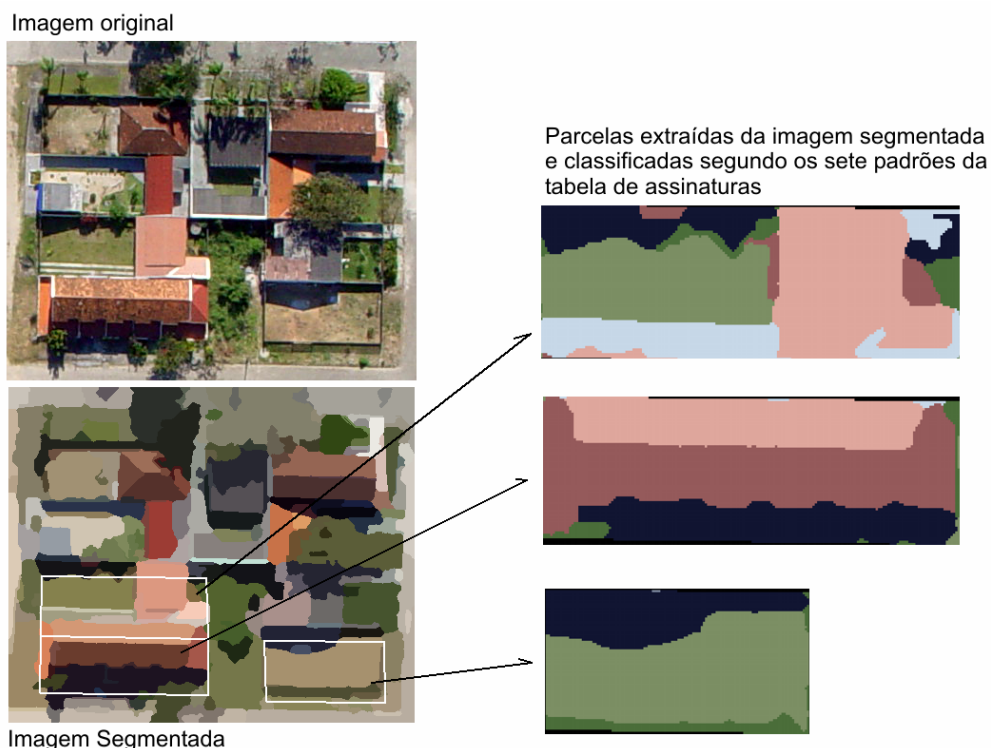 Imagem original
Parcelas extraídas da imagem segmentada
e classificadas segundo os sete padrões da
tabela de assinaturas
Imagem Segmentada